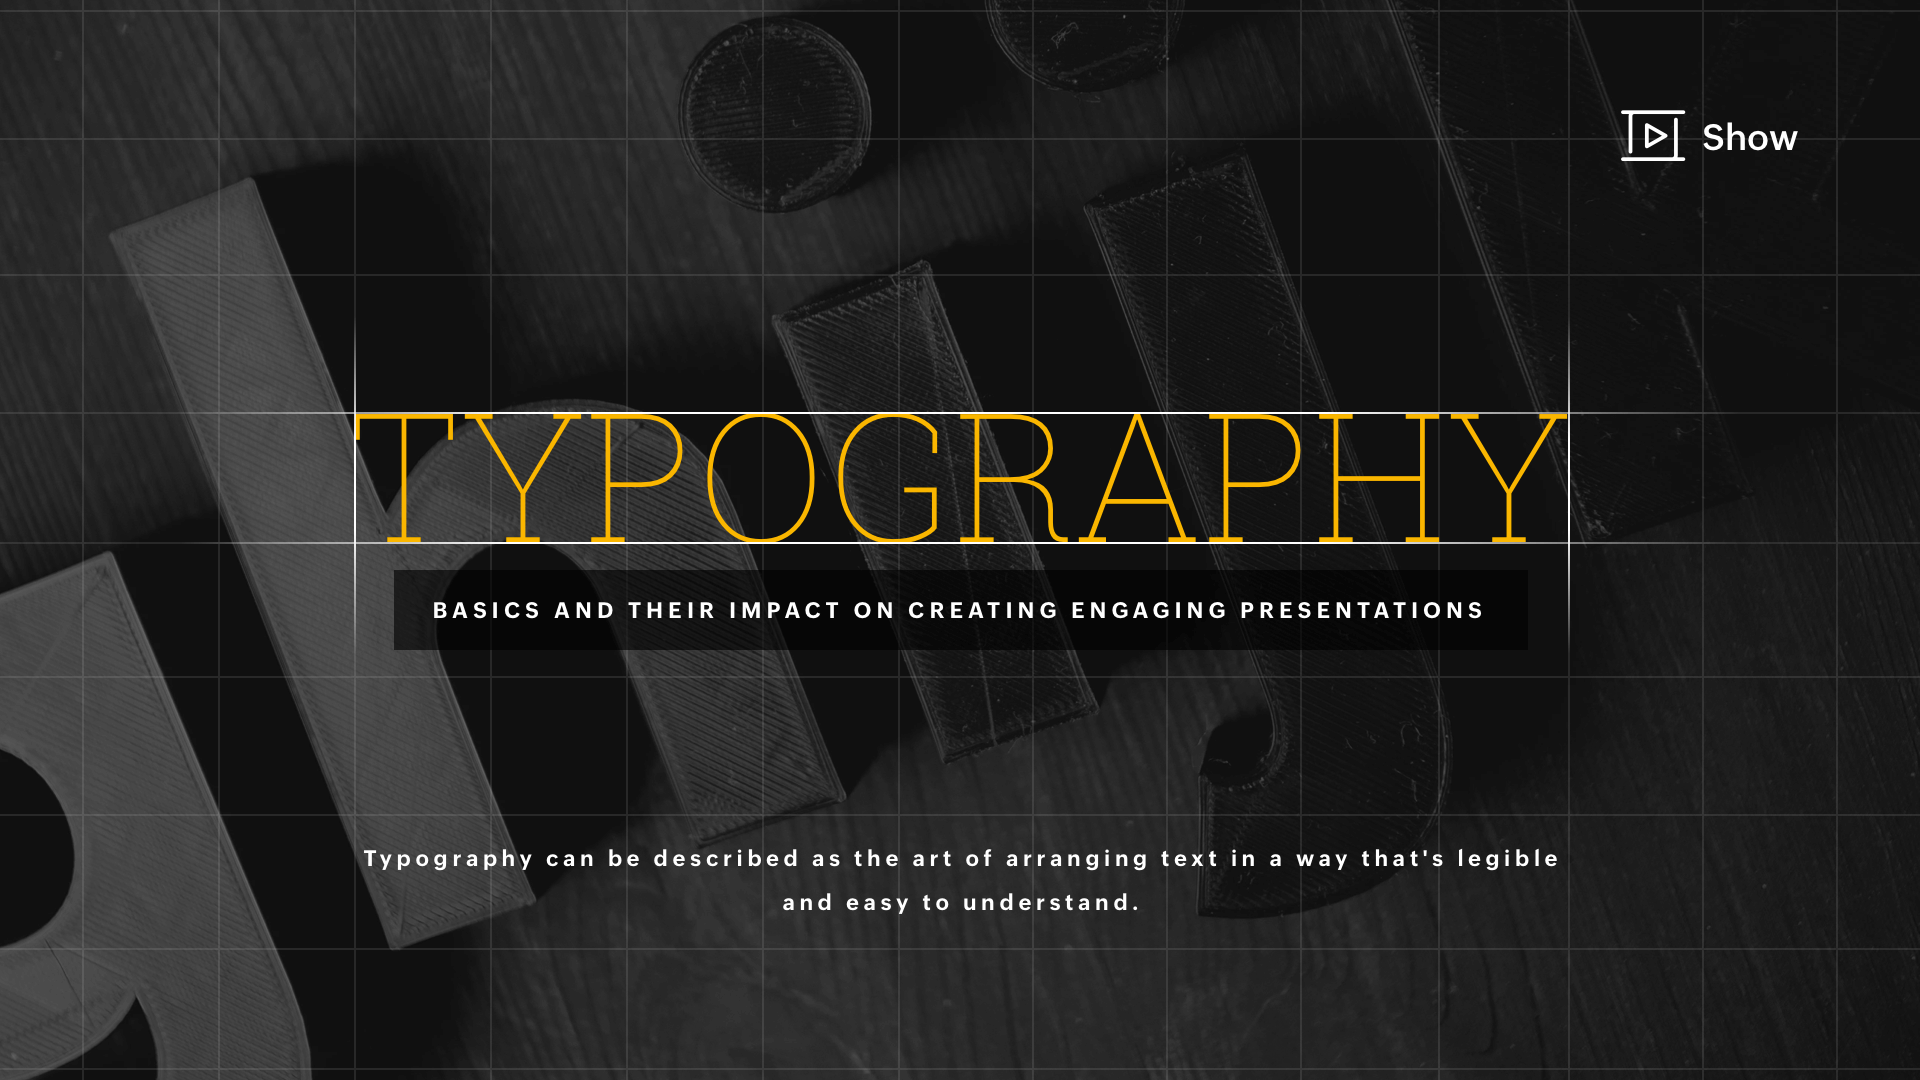 Show
TYPOGRAPHY
BASICS AND THEIR IMPACT ON CREATING ENGAGING PRESENTATIONS
Typography can be described as the art of arranging text in a way that's legible
and easy to understand.